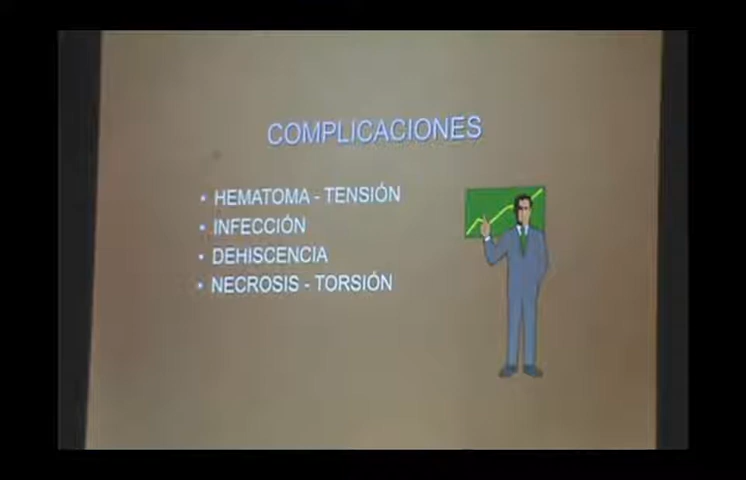 COMPLICACIONES
• HEMATOMA - TENSIÓN
• INFECCIÓN
• DEHISCENCIA
• NECROSIS - TORSIÓN